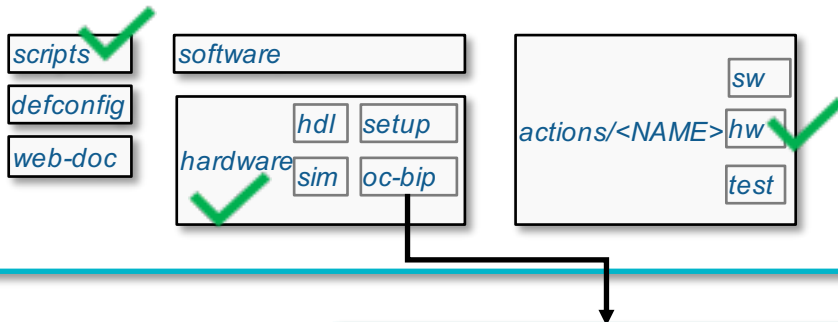 scripts
software
defconfig
web-doc
hardware
hdl
setup
sim
oc-bip
actions/<NAME>
sw
hw
test